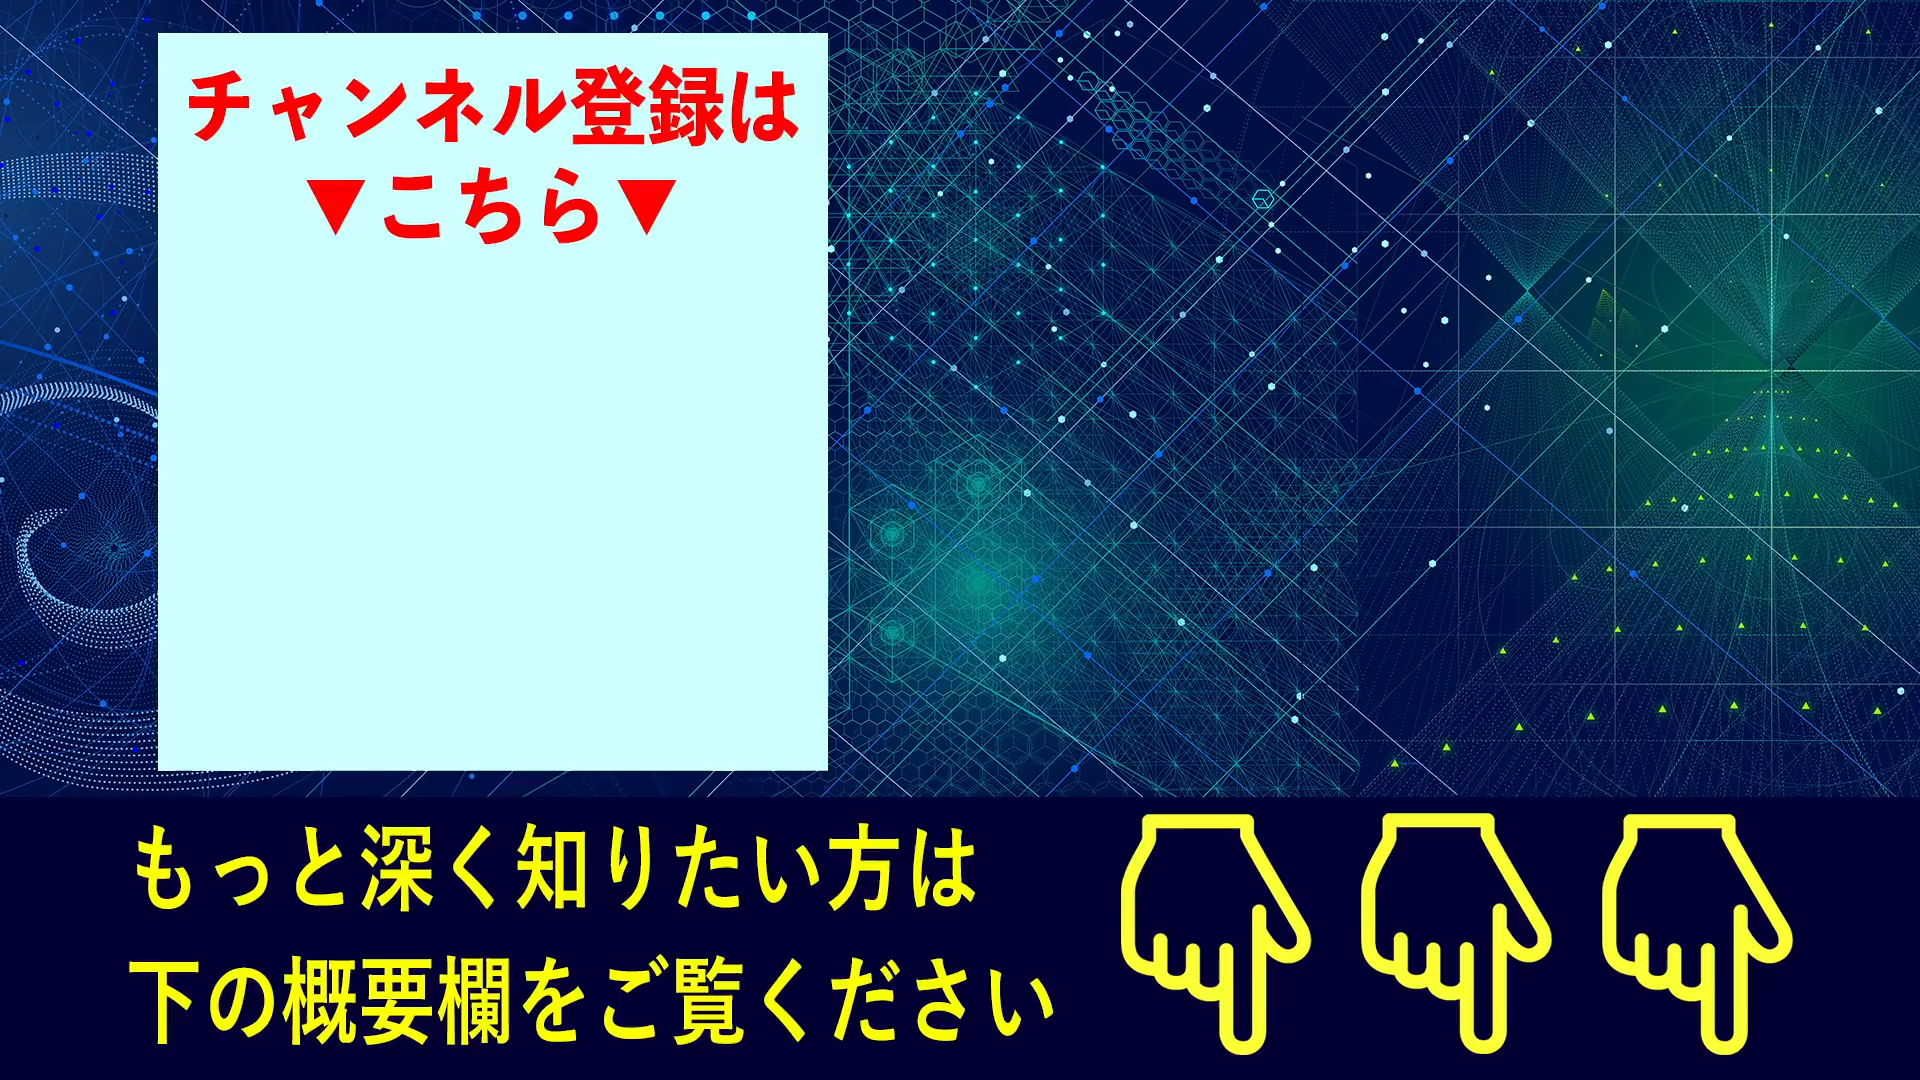 チャンネル登録は
▼こちら▼
もっと深く知りたい方は
下の概要欄をご覧ください